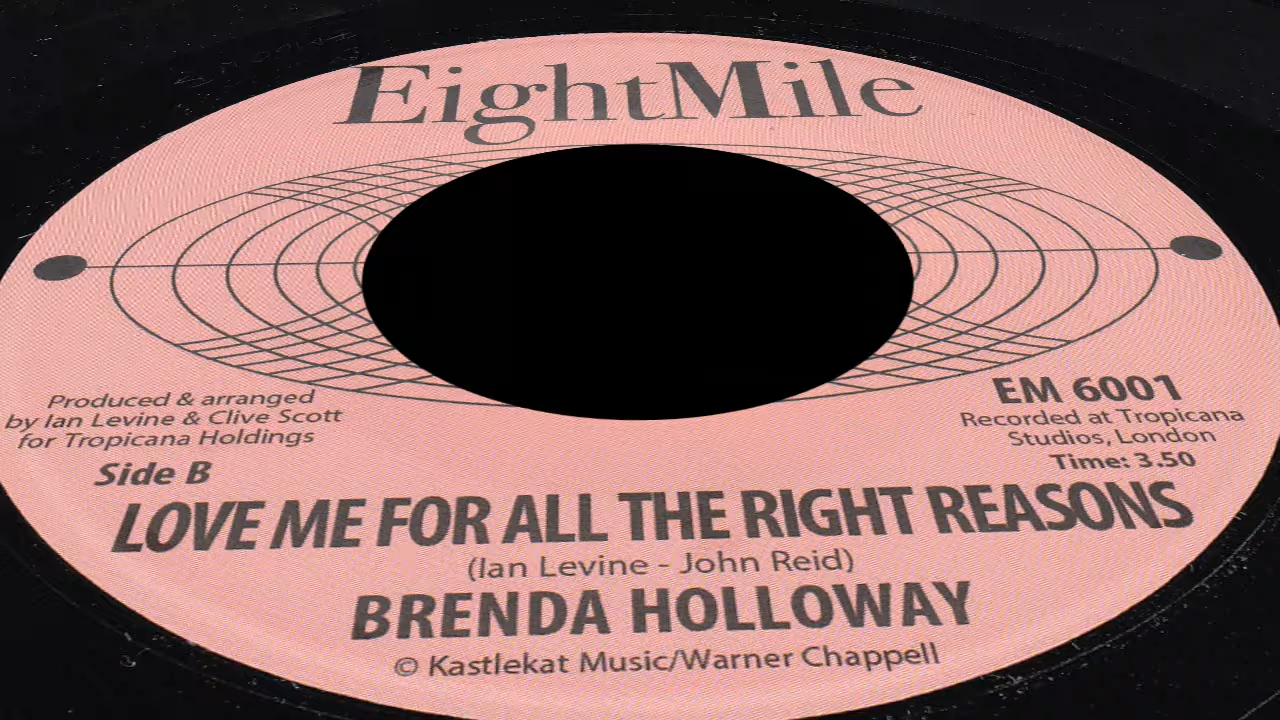 EightMile
Produced & arranged
by Ian Levine & Clive Scott
for Tropicana Holdings
Side B
EM 6001
Recorded at Tropicana
Studios, London
Time: 3.50
LOVE ME FOR ALL THE RIGHT REASONS
(Ian Levine - John Reid)
BRENDA HOLLOWAY
© Kastlekat Music/Warner Chappell